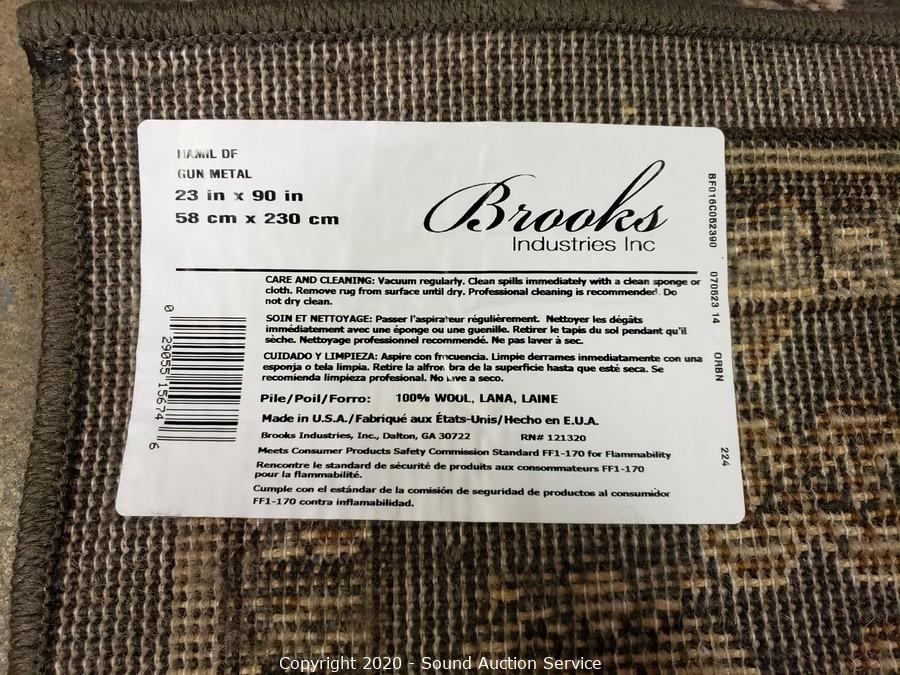 HAMIL DF
GUN METAL
23 in x 90 in
58 cm x 230 cm
Brooks
Industries Inc
CARE AND CLEANING: Vacuum regularly. Clean spills immediately with a clean sponge or
cloth. Remove rug from surface until dry. Professional cleaning is recommended. Do
not dry clean.
SOIN ET NETTOYAGE: Passer l'aspirateur régulièrement. Nettoyer les dégâts
immédiatement avec une éponge ou une guenille. Retirer le tapis du sol pendant qu'il
sèche. Nettoyage professionnel recommendé. Ne pas laver à sec.
CUIDADO Y LIMPIEZA: Aspire con frecuencia. Limpie derrames inmediatamente con una
esponja o tela limpia. Retire la alfombra de la superficie hasta que esté seca. Se
recomienda limpieza profesional. No lave a seco.
Pile/Poil/Forro: 100% WOUL, LANA, LAINE
Made in U.S.A./Fabriqué aux États-Unis/Hecho en E.U.A.
Brooks Industries, Inc., Dalton, GA 30722 RN# 121320
Meets Consumer Products Safety Commission Standard FF1-170 for Flammability
Rencontre le standard de sécurité de produits aux consommateurs FF1-170
pour la flammabilité.
Cumple con el estándar de la comisión de seguridad de productos al consumidor
FF1-170 contra inflamabilidad.
0 29055 15674 6
BF016C052390 070523 14 ORBN 224
Copyright 2020 - Sound Auction Service